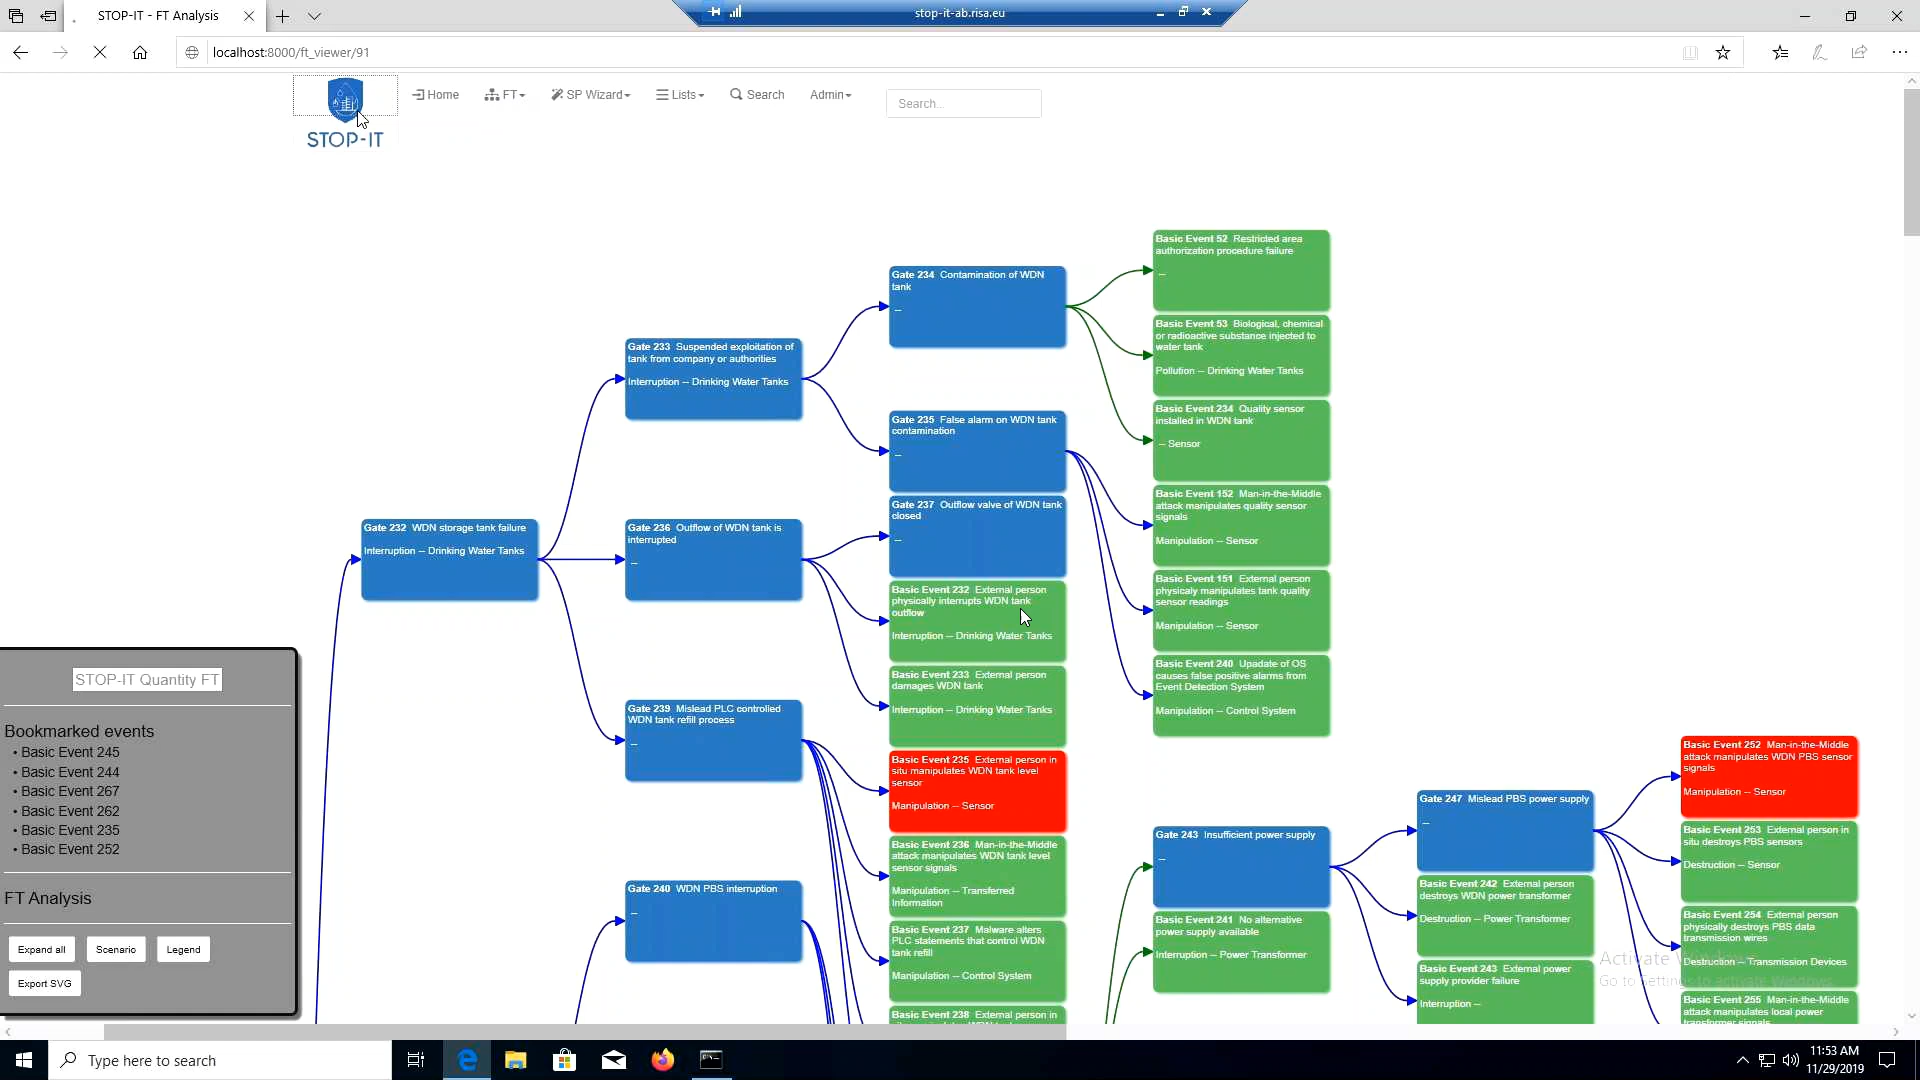 STOP-IT - FT Analysis
stop-it-ab.risa.eu
localhost:8000/ft_viewer/91
STOP-IT
Home
FT
SP Wizard
Lists
Search
Admin
Search...
Basic Event 52 Restricted area
authorization procedure failure
--
Gate 234 Contamination of WDN
tank
--
Basic Event 53 Biological, chemical
or radioactive substance injected to
water tank
Pollution -- Drinking Water Tanks
Gate 233 Suspended exploitation of
tank from company or authorities
Interruption -- Drinking Water Tanks
Basic Event 234 Quality sensor
installed in WDN tank
-- Sensor
Gate 235 False alarm on WDN tank
contamination
--
Basic Event 152 Man-in-the-Middle
attack manipulates quality sensor
signals
Manipulation -- Sensor
Gate 237 Outflow valve of WDN tank
closed
--
Gate 232 WDN storage tank failure
Interruption -- Drinking Water Tanks
Gate 236 Outflow of WDN tank is
interrupted
--
Basic Event 151 External person
physicaly manipulates tank quality
sensor readings
Manipulation -- Sensor
Basic Event 232 External person
physically interrupts WDN tank
outflow
Interruption -- Drinking Water Tanks
Basic Event 240 Upadate of OS
causes false positive alarms from
Event Detection System
Manipulation -- Control System
Basic Event 233 External person
damages WDN tank
Interruption -- Drinking Water Tanks
Gate 239 Mislead PLC controlled
WDN tank refill process
--
Basic Event 235 External person in
situ manipulates WDN tank level
sensor
Manipulation -- Sensor
Basic Event 252 Man-in-the-Middle
attack manipulates WDN PBS sensor
signals
Manipulation -- Sensor
Gate 247 Mislead PBS power supply
--
Gate 243 Insufficient power supply
--
Basic Event 253 External person in
situ destroys PBS sensors
Destruction -- Sensor
Basic Event 236 Man-in-the-Middle
attack manipulates WDN tank level
sensor signals
Manipulation -- Transferred
Information
Gate 240 WDN PBS interruption
--
Basic Event 242 External person
destroys WDN power transformer
Destruction -- Power Transformer
Basic Event 241 No alternative
power supply available
Interruption -- Power Transformer
Basic Event 254 External person
physically destroys PBS data
transmission wires
Destruction -- Transmission Devices
Basic Event 237 Malware alters
PLC statements that control WDN
tank refill
Manipulation -- Control System
Basic Event 243 External power
supply provider failure
Interruption --
Basic Event 255 Man-in-the-Middle
attack manipulates local power
transformer signals
Basic Event 238 External person in
STOP-IT Quantity FT
Bookmarked events
• Basic Event 245
• Basic Event 244
• Basic Event 267
• Basic Event 262
• Basic Event 235
• Basic Event 252
FT Analysis
Expand all
Scenario
Legend
Export SVG
Activate Windows
Go to Settings to activate Windows.
Type here to search
11:53 AM
11/29/2019